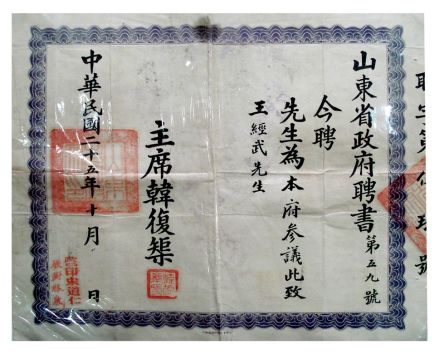 山東省政府聘書第五九號
今聘
王經武先生
先生為本府參議此致
主席韓復榘
中華民國二十五年十月 日